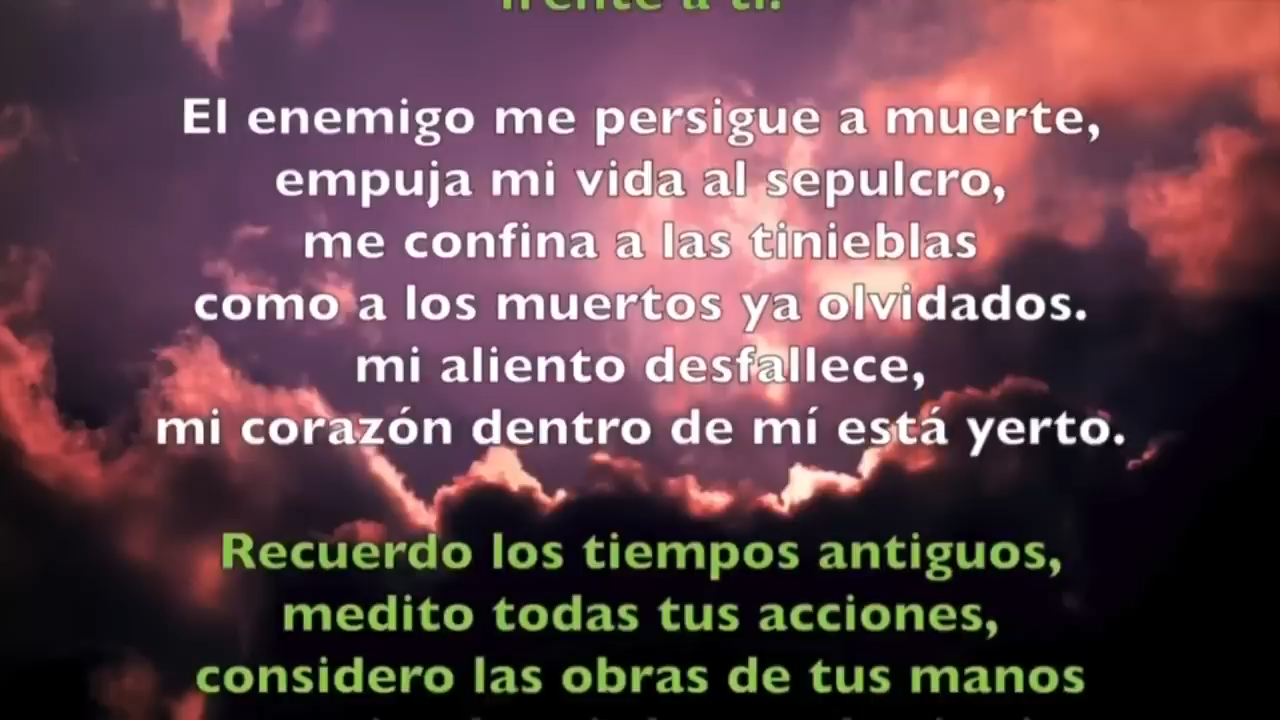 frente a ti.
El enemigo me persigue a muerte,
empuja mi vida al sepulcro,
me confina a las tinieblas
como a los muertos ya olvidados.
mi aliento desfallece,
mi corazón dentro de mí está yerto.
Recuerdo los tiempos antiguos,
medito todas tus acciones,
considero las obras de tus manos